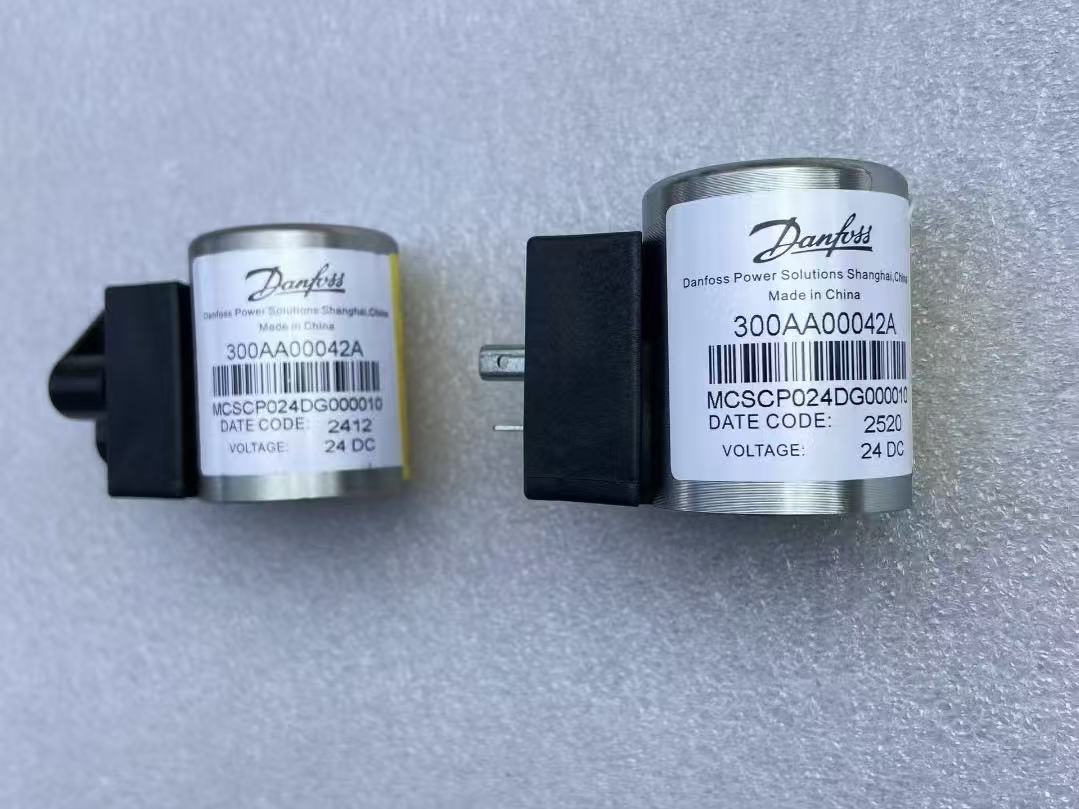 Danfoss
Danfoss Power Solutions Shanghai,China
Made in China
300AA00042A
MCSCP024DG000010
DATE CODE: 2412
VOLTAGE: 24 DC
Danfoss
Danfoss Power Solutions Shanghai,China
Made in China
300AA00042A
MCSCP024DG000010
DATE CODE: 2520
VOLTAGE: 24 DC